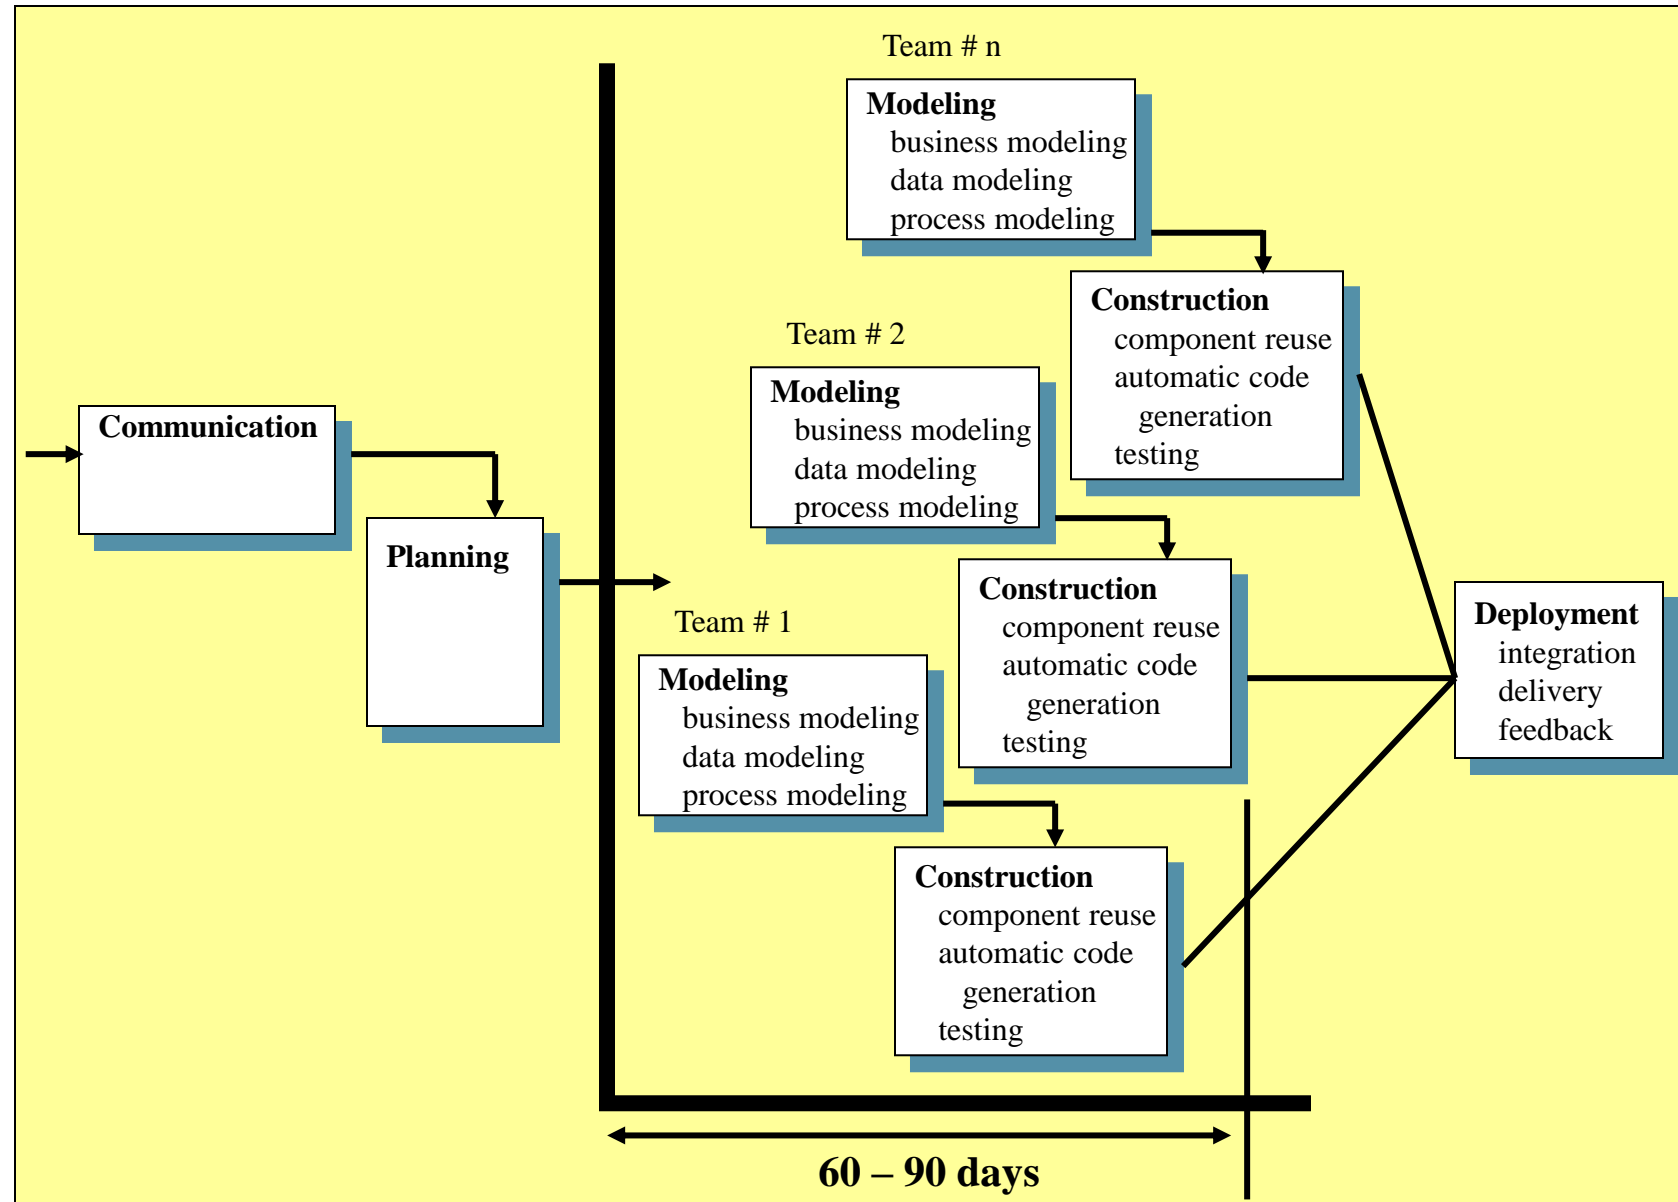 Communication
Planning
Team # n
Modeling
business modeling
data modeling
process modeling
Construction
component reuse
automatic code
generation
testing
Team # 2
Modeling
business modeling
data modeling
process modeling
Construction
component reuse
automatic code
generation
testing
Team # 1
Modeling
business modeling
data modeling
process modeling
Construction
component reuse
automatic code
generation
testing
Deployment
integration
delivery
feedback
60 – 90 days